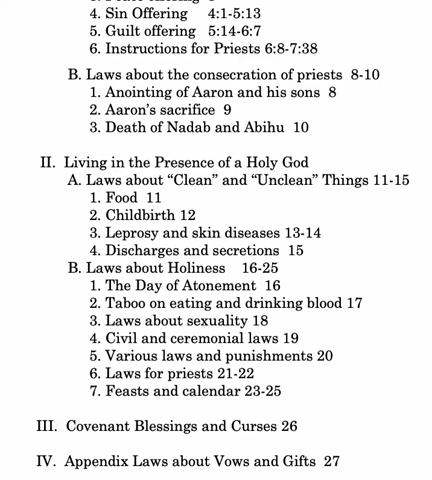 4. Sin Offering 4:1-5:13
5. Guilt offering 5:14-6:7
6. Instructions for Priests 6:8-7:38
B. Laws about the consecration of priests 8-10
1. Anointing of Aaron and his sons 8
2. Aaron's sacrifice 9
3. Death of Nadab and Abihu 10
II. Living in the Presence of a Holy God
A. Laws about “Clean” and “Unclean” Things 11-15
1. Food 11
2. Childbirth 12
3. Leprosy and skin diseases 13-14
4. Discharges and secretions 15
B. Laws about Holiness 16-25
1. The Day of Atonement 16
2. Taboo on eating and drinking blood 17
3. Laws about sexuality 18
4. Civil and ceremonial laws 19
5. Various laws and punishments 20
6. Laws for priests 21-22
7. Feasts and calendar 23-25
III. Covenant Blessings and Curses 26
IV. Appendix Laws about Vows and Gifts 27